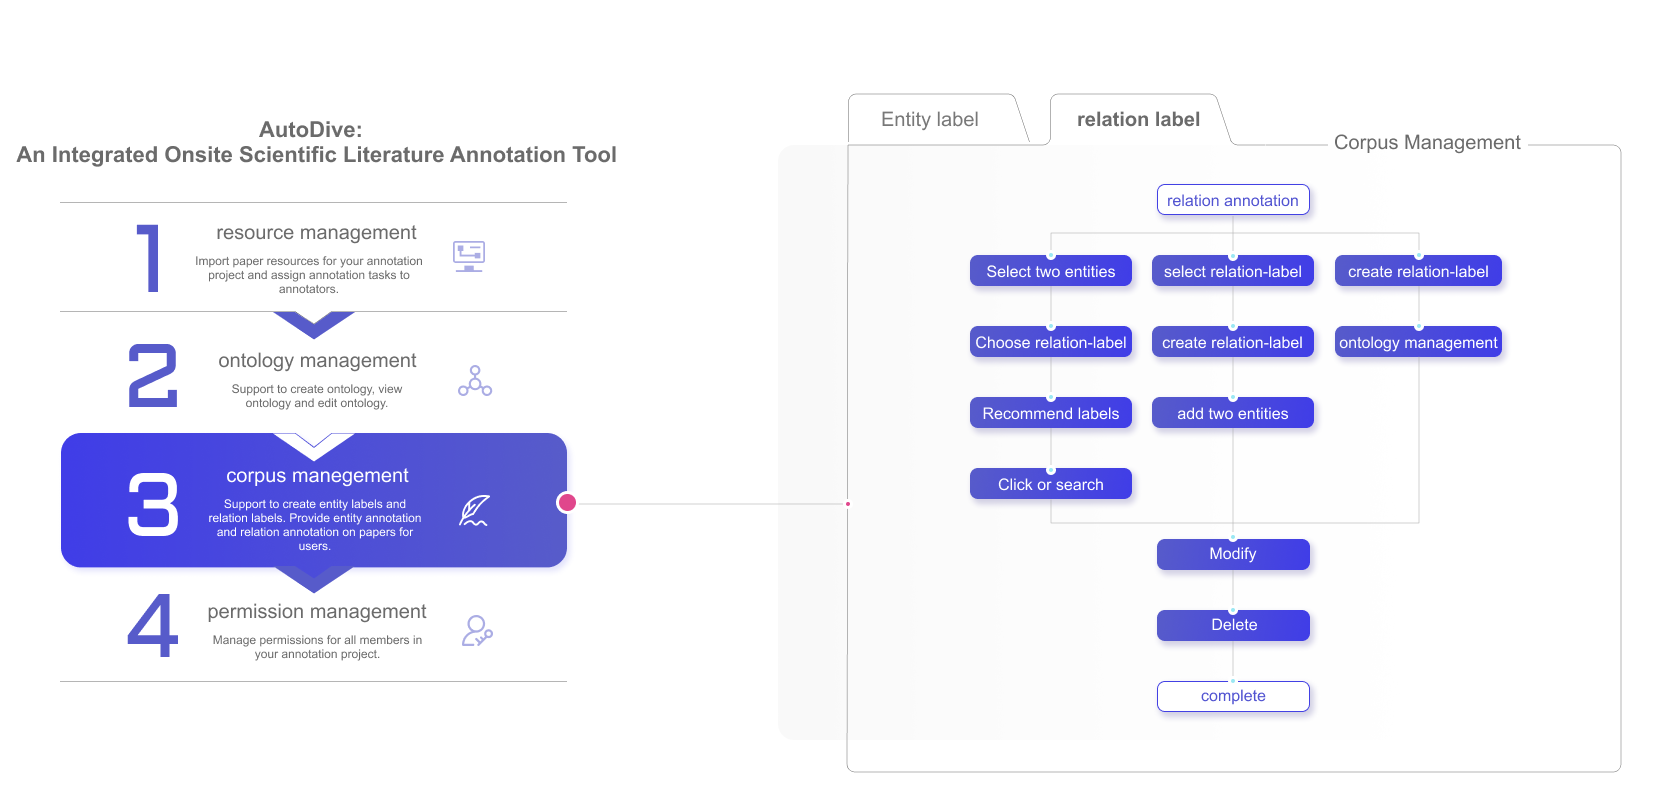 AutoDive:
An Integrated Onsite Scientific Literature Annotation Tool
1
resource management
Import paper resources for your annotation
project and assign annotation tasks to
annotators.
2
ontology management
Support to create ontology, view
ontology and edit ontology.
3
corpus manegement
Support to create entity labels and
relation labels. Provide entity annotation
and relation annotation on papers for
users.
4
permission management
Manage permissions for all members in
your annotation project.
Entity label
relation label
Corpus Management
relation annotation
Select two entities
select relation-label
create relation-label
Choose relation-label
create relation-label
ontology management
Recommend labels
add two entities
Click or search
Modify
Delete
complete